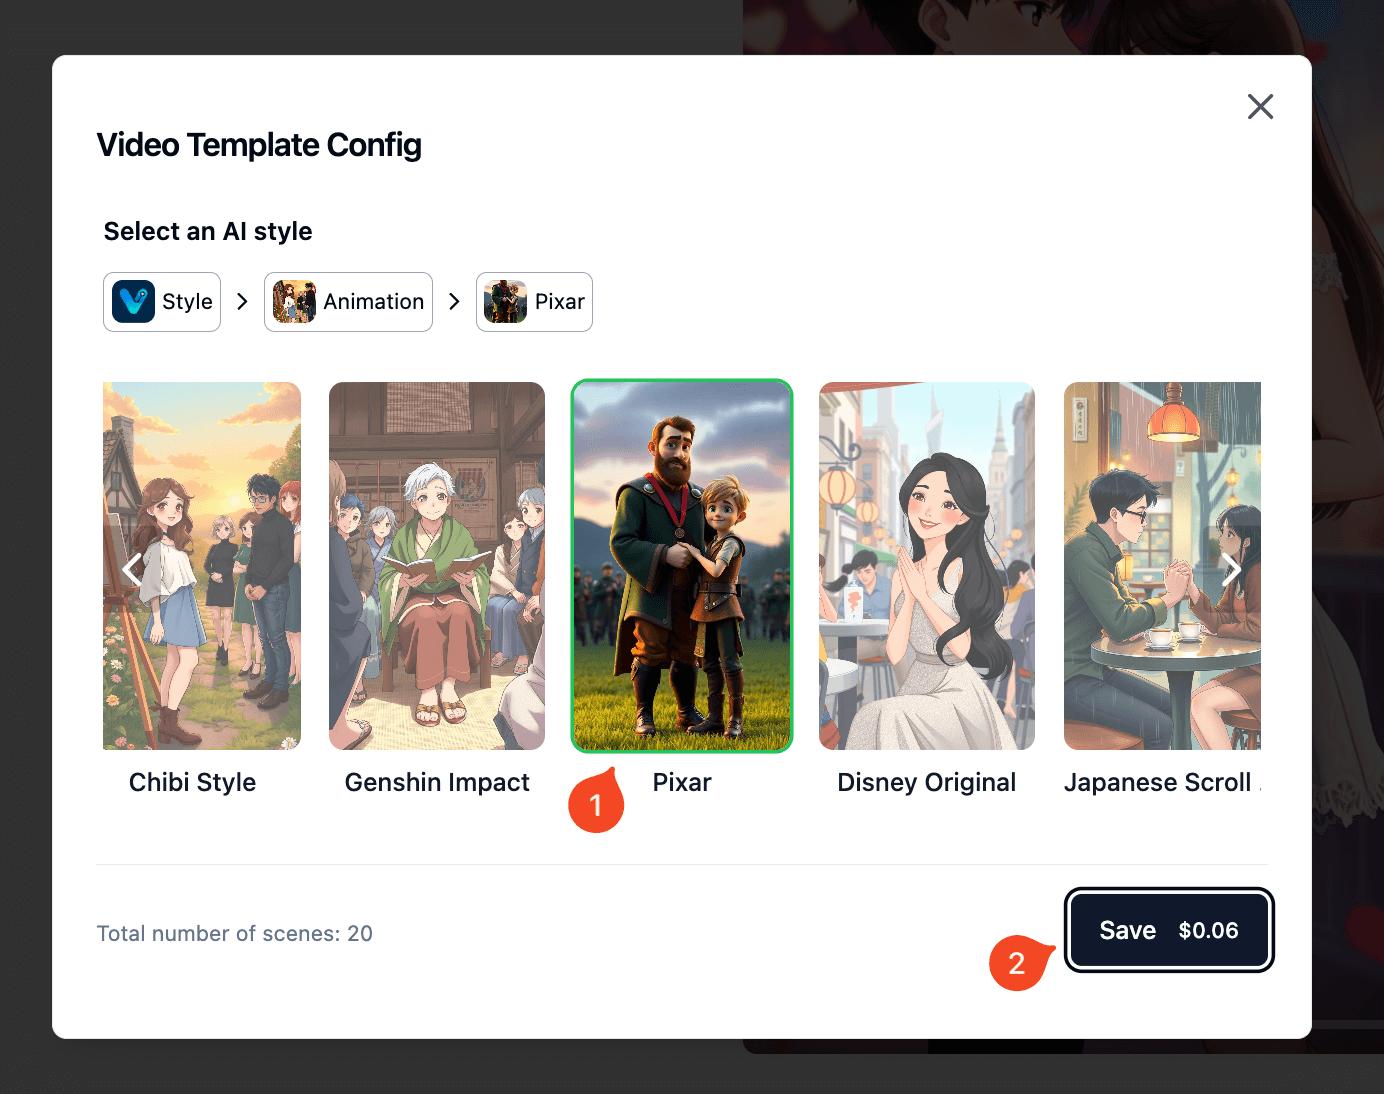 Video Template Config
Select an AI style
Style > Animation > Pixar
Chibi Style
Genshin Impact
Pixar
Disney Original
Japanese Scroll
1
Total number of scenes: 20
Save $0.06
2